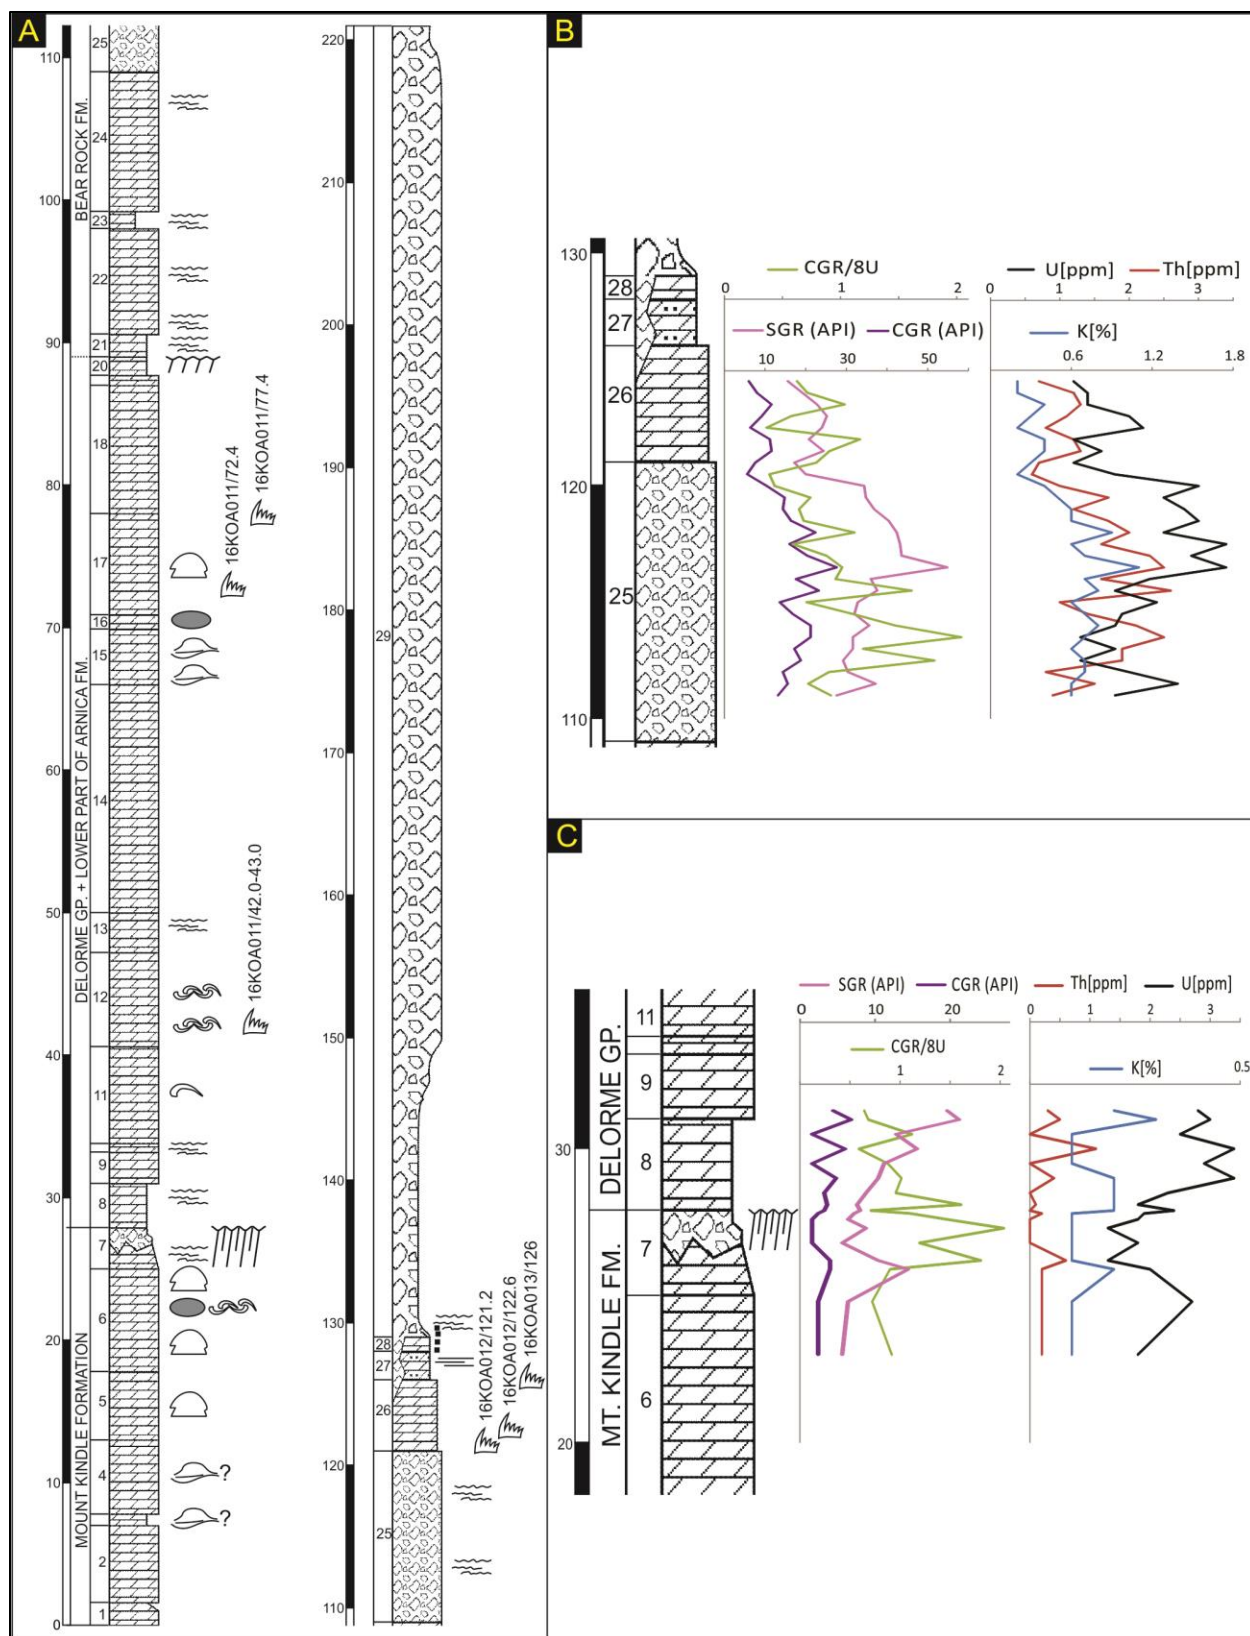 A
110
100
90
80
70
60
50
40
30
20
10
0
BEAR ROCK FM.
DELORME GP. + LOWER PART OF ARNICA FM.
MOUNT KINDLE FORMATION
25
24
23
22
21
20
18
17
16
15
14
13
12
11
9
8
7
6
5
4
2
1
16KOA011/72.4
16KOA011/77.4
16KOA011/42.0-43.0
?
?
220
210
200
190
180
170
160
150
140
130
120
110
29
28
27
26
25
16KOA012/121.2
16KOA012/122.6
16KOA013/126
B
130
120
110
28
27
26
25
CGR/8U
0 1 2
SGR (API) CGR (API)
10 30 50
U[ppm] Th[ppm]
0 1 2 3
K[%]
0.6 1.2 1.8
C
30
20
DELORME GP.
MT. KINDLE FM.
11
9
8
7
6
SGR (API) CGR (API) Th[ppm] U[ppm]
0 10 20
0 1 2 3
CGR/8U
1 2
K[%] 0.5